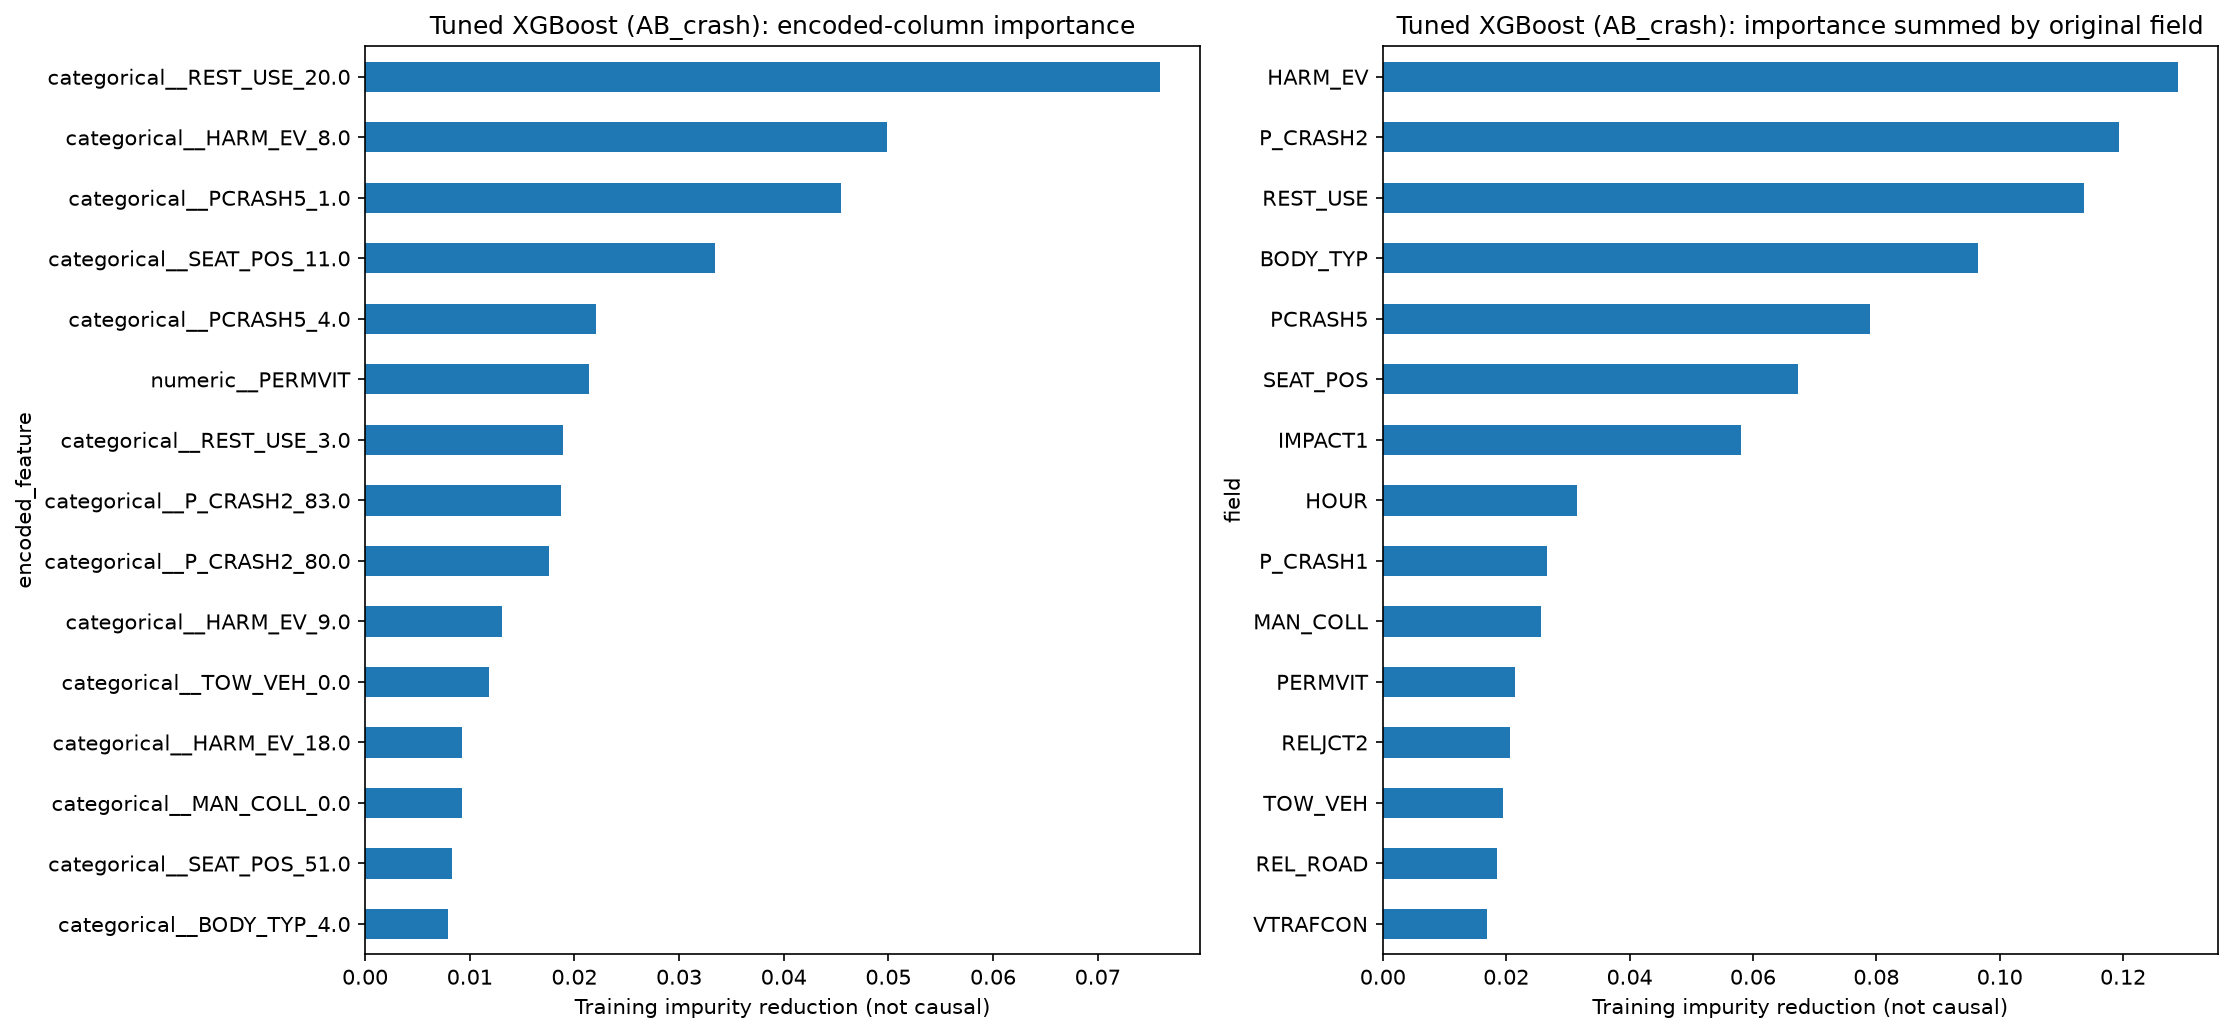 Tuned XGBoost (AB_crash): encoded-column importance
encoded_feature
categorical__REST_USE_20.0
categorical__HARM_EV_8.0
categorical__PCRASH5_1.0
categorical__SEAT_POS_11.0
categorical__PCRASH5_4.0
numeric__PERMVIT
categorical__REST_USE_3.0
categorical__P_CRASH2_83.0
categorical__P_CRASH2_80.0
categorical__HARM_EV_9.0
categorical__TOW_VEH_0.0
categorical__HARM_EV_18.0
categorical__MAN_COLL_0.0
categorical__SEAT_POS_51.0
categorical__BODY_TYP_4.0
0.00 0.01 0.02 0.03 0.04 0.05 0.06 0.07
Training impurity reduction (not causal)
Tuned XGBoost (AB_crash): importance summed by original field
field
HARM_EV
P_CRASH2
REST_USE
BODY_TYP
PCRASH5
SEAT_POS
IMPACT1
HOUR
P_CRASH1
MAN_COLL
PERMVIT
RELJCT2
TOW_VEH
REL_ROAD
VTRAFCON
0.00 0.02 0.04 0.06 0.08 0.10 0.12
Training impurity reduction (not causal)